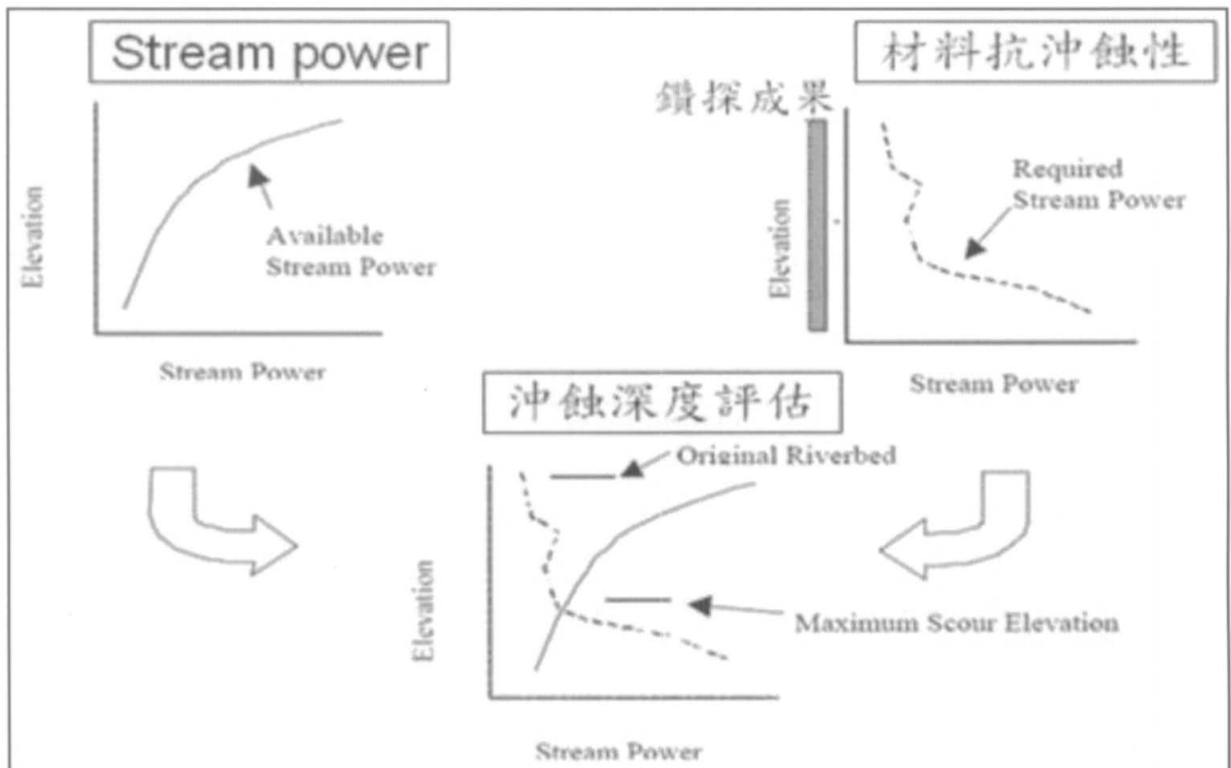 Stream power
Elevation
Available
Stream Power
Stream Power
材料抗沖蝕性
鑽探成果
Elevation
Required
Stream Power
Stream Power
沖蝕深度評估
Original Riverbed
Elevation
Maximum Scour Elevation
Stream Power